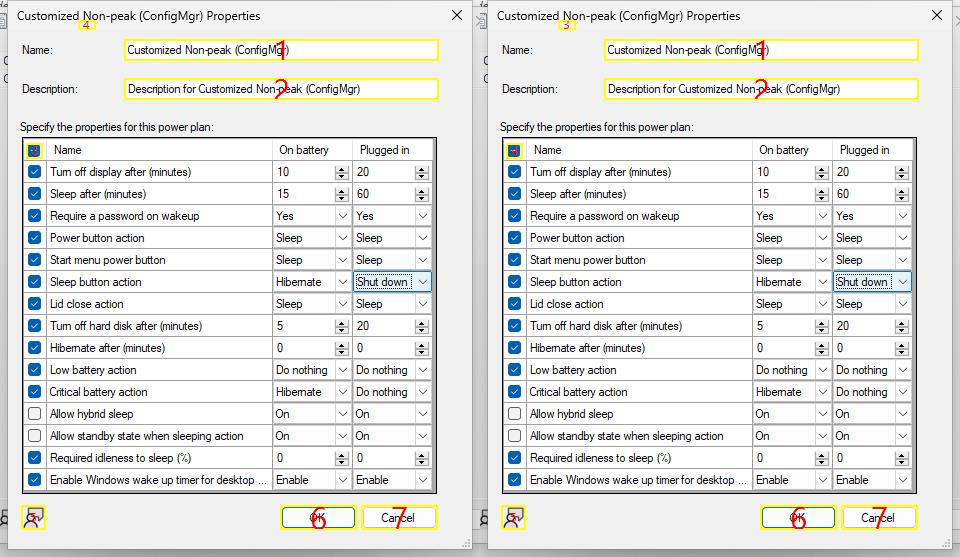 Customized Non-peak (ConfigMgr) Properties
4
Name: Customized Non-peak (ConfigMgr) 1
Description: Description for Customized Non-peak (ConfigMgr) 2
Specify the properties for this power plan:
Name On battery Plugged in
Turn off display after (minutes) 10 20
Sleep after (minutes) 15 60
Require a password on wakeup Yes Yes
Power button action Sleep Sleep
Start menu power button Sleep Sleep
Sleep button action Hibernate Shut down
Lid close action Sleep Sleep
Turn off hard disk after (minutes) 5 20
Hibernate after (minutes) 0 0
Low battery action Do nothing Do nothing
Critical battery action Hibernate Do nothing
Allow hybrid sleep On On
Allow standby state when sleeping action On On
Required idleness to sleep (%) 0 0
Enable Windows wake up timer for desktop ... Enable Enable
OK 6 Cancel 7
Customized Non-peak (ConfigMgr) Properties
3
Name: Customized Non-peak (ConfigMgr) 1
Description: Description for Customized Non-peak (ConfigMgr) 2
Specify the properties for this power plan:
Name On battery Plugged in
Turn off display after (minutes) 10 20
Sleep after (minutes) 15 60
Require a password on wakeup Yes Yes
Power button action Sleep Sleep
Start menu power button Sleep Sleep
Sleep button action Hibernate Shut down
Lid close action Sleep Sleep
Turn off hard disk after (minutes) 5 20
Hibernate after (minutes) 0 0
Low battery action Do nothing Do nothing
Critical battery action Hibernate Do nothing
Allow hybrid sleep On On
Allow standby state when sleeping action On On
Required idleness to sleep (%) 0 0
Enable Windows wake up timer for desktop ... Enable Enable
OK 6 Cancel 7